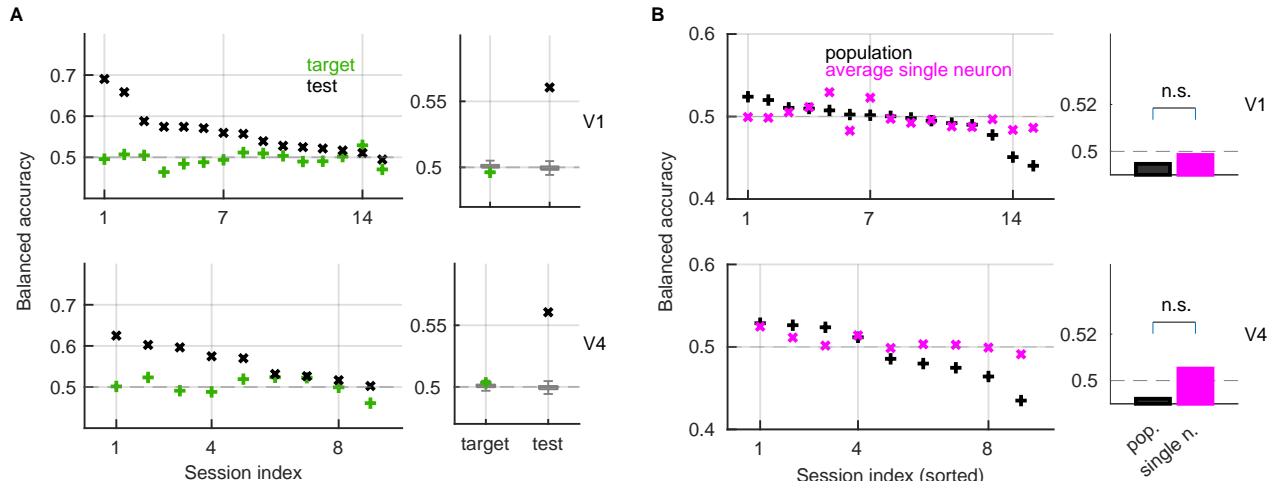 A
B
0.7
0.6
0.5
target
test
1
7
14
0.55
0.5
V1
Balanced accuracy
0.7
0.6
0.5
1
4
8
Session index
0.55
0.5
target
test
V4
0.6
0.5
0.4
population
average single neuron
1
7
14
n.s.
0.52
0.5
V1
Balanced accuracy
0.6
0.5
0.4
1
4
8
Session index (sorted)
n.s.
0.52
0.5
V4
pop.
single n.